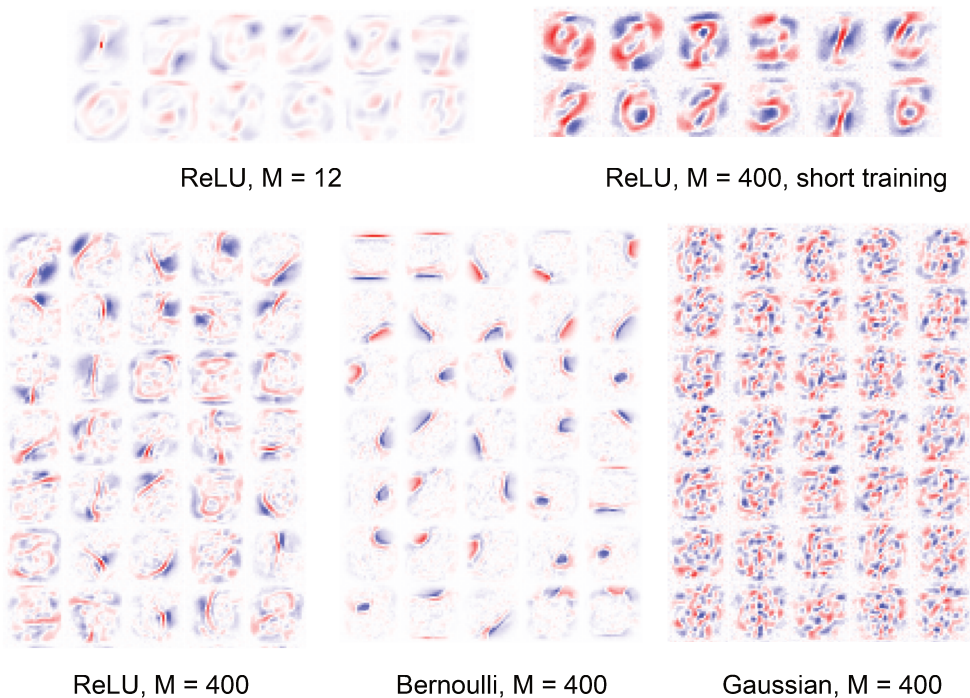 ReLU, M = 12
ReLU, M = 400, short training
ReLU, M = 400
Bernoulli, M = 400
Gaussian, M = 400